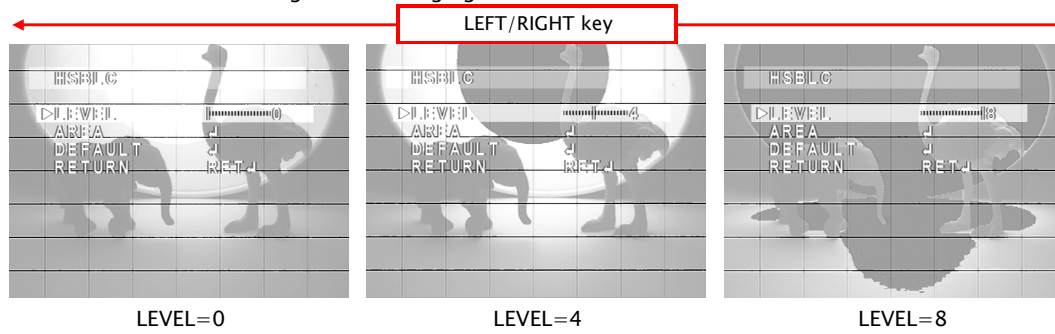 LEFT/RIGHT key
HSBLC
▷LEVEL 0
AREA ↲
DEFAULT ↲
RETURN RET↲
HSBLC
▷LEVEL 4
AREA ↲
DEFAULT ↲
RETURN RET↲
HSBLC
▷LEVEL 8
AREA ↲
DEFAULT ↲
RETURN RET↲
LEVEL=0
LEVEL=4
LEVEL=8